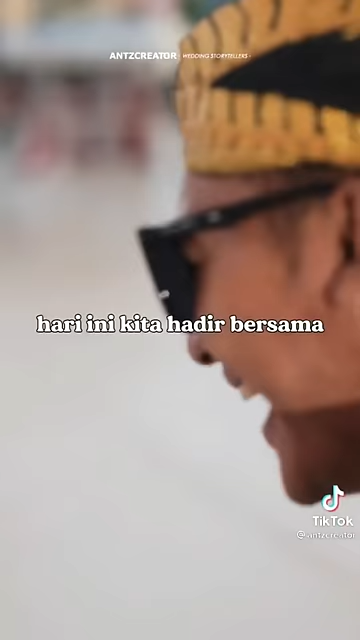 ANTZCREATOR | WEDDING STORYTELLERS
hari ini kita hadir bersama
TikTok
@antzcreator